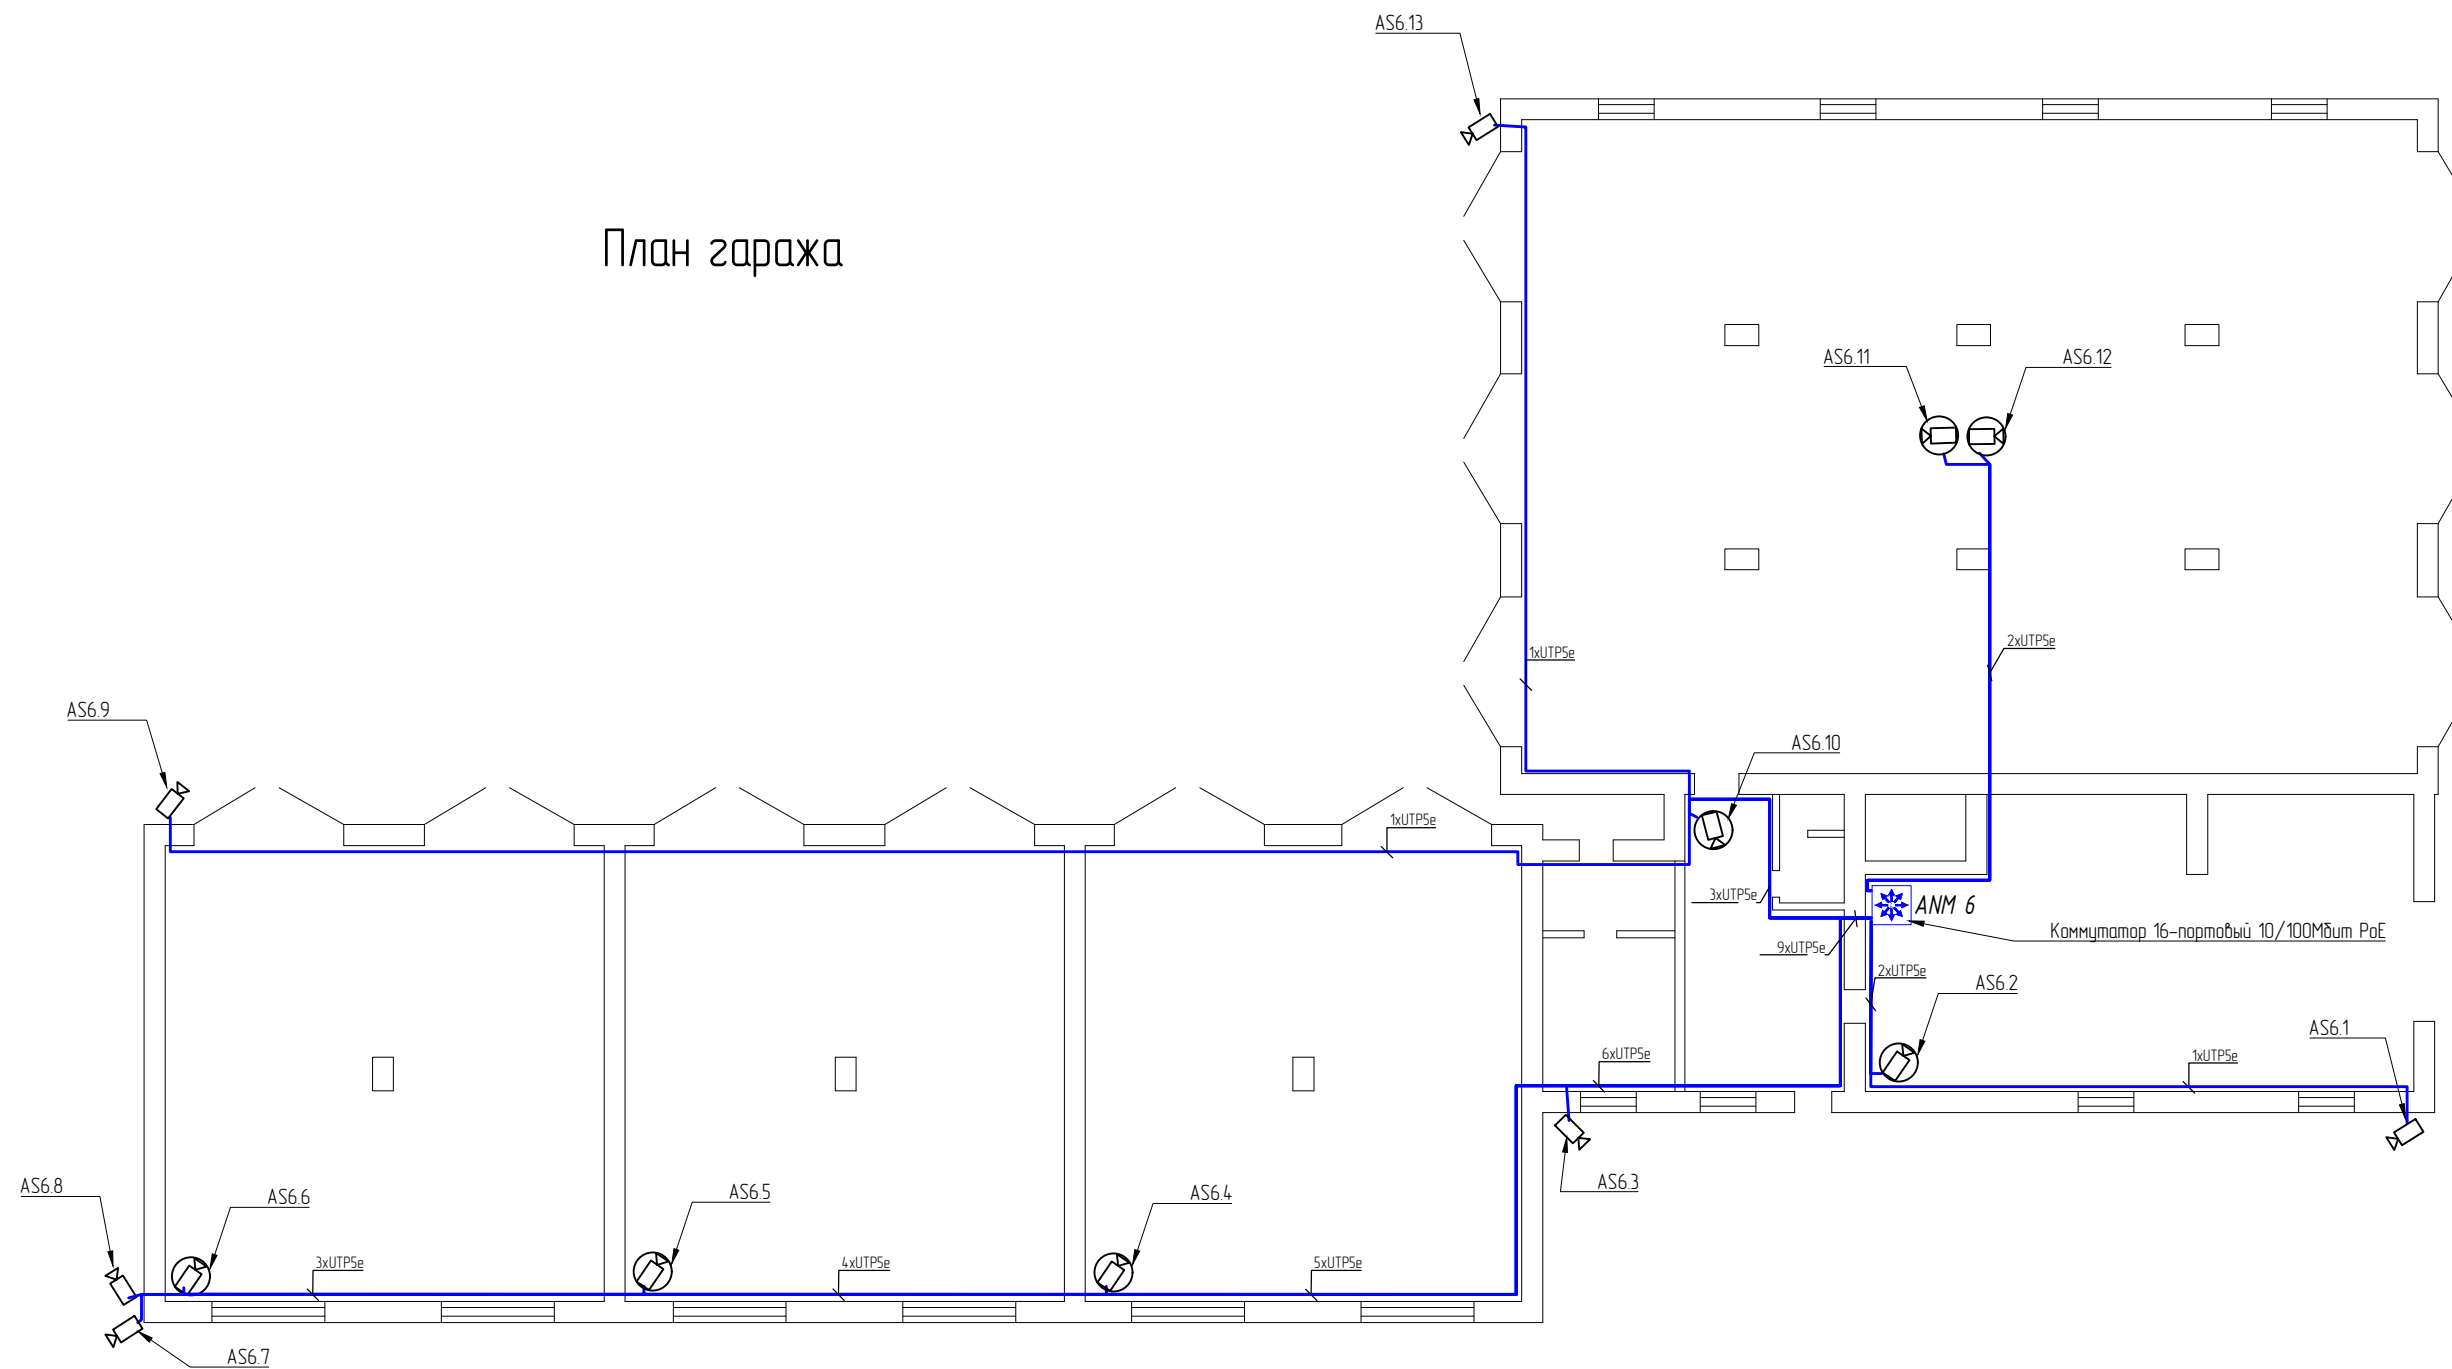 AS6.13
План гаража
AS6.11
AS6.12
1xUTP5e
2xUTP5e
AS6.9
AS6.10
1xUTP5e
3xUTP5e
ANM 6
Коммутатор 16-портовый 10/100Мбит PoE
9xUTP5e
2xUTP5e
AS6.2
AS6.1
6xUTP5e
1xUTP5e
AS6.3
AS6.8
AS6.6
AS6.5
AS6.4
3xUTP5e
4xUTP5e
5xUTP5e
AS6.7